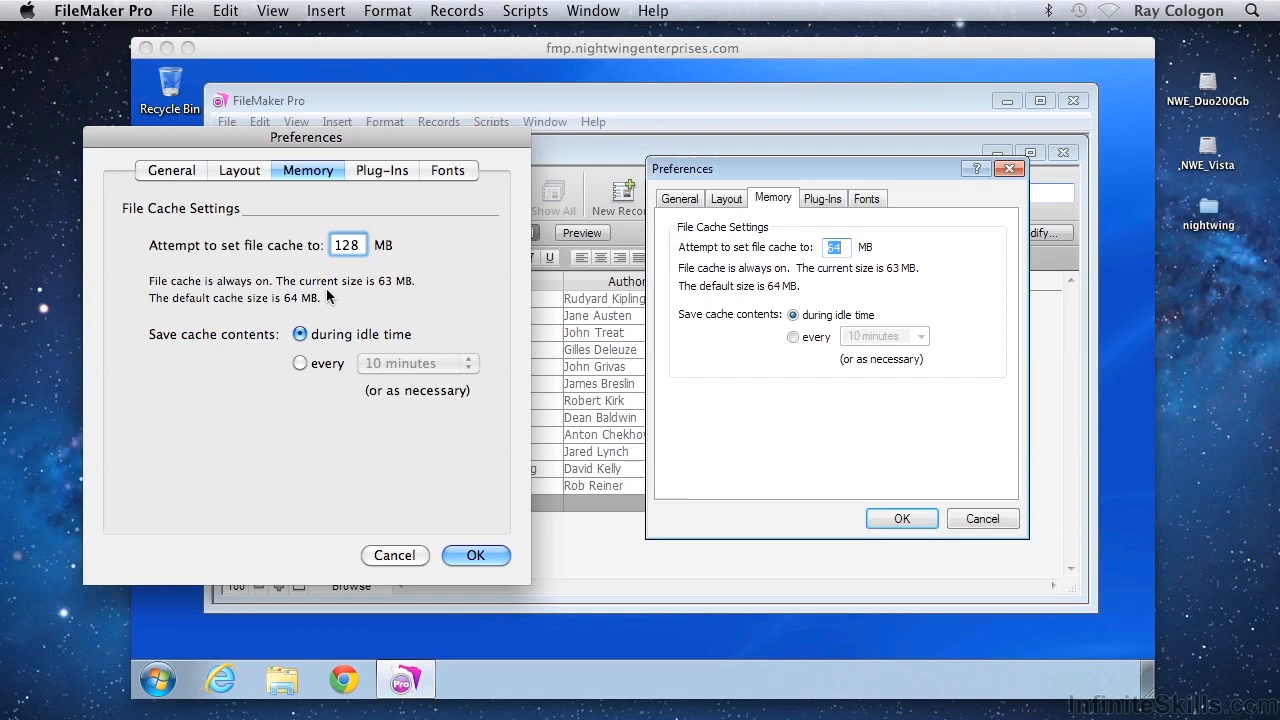 FileMaker Pro File Edit View Insert Format Records Scripts Window Help Ray Cologon
fmp.nightwingenterprises.com
Recycle Bin
FileMaker Pro
File Edit View Insert Format Records Scripts Window Help
Preferences
General Layout Memory Plug-Ins Fonts
File Cache Settings
Attempt to set file cache to: 128 MB
File cache is always on. The current size is 63 MB.
The default cache size is 64 MB.
Save cache contents: during idle time
every 10 minutes
(or as necessary)
Cancel OK
Show All New Recor
Preview
U
Author
Rudyard Kipling
Jane Austen
John Treat
Gilles Deleuze
John Grivas
James Breslin
Robert Kirk
Dean Baldwin
Anton Chekhov
Jared Lynch
g David Kelly
Rob Reiner
100 Browse
Preferences
General Layout Memory Plug-Ins Fonts
File Cache Settings
Attempt to set file cache to: 64 MB
File cache is always on. The current size is 63 MB.
The default size is 64 MB.
Save cache contents: during idle time
every 10 minutes
(or as necessary)
OK Cancel
odify...
NWE_Duo200Gb
NWE_Vista
nightwing
Pro
InfiniteSkills.com